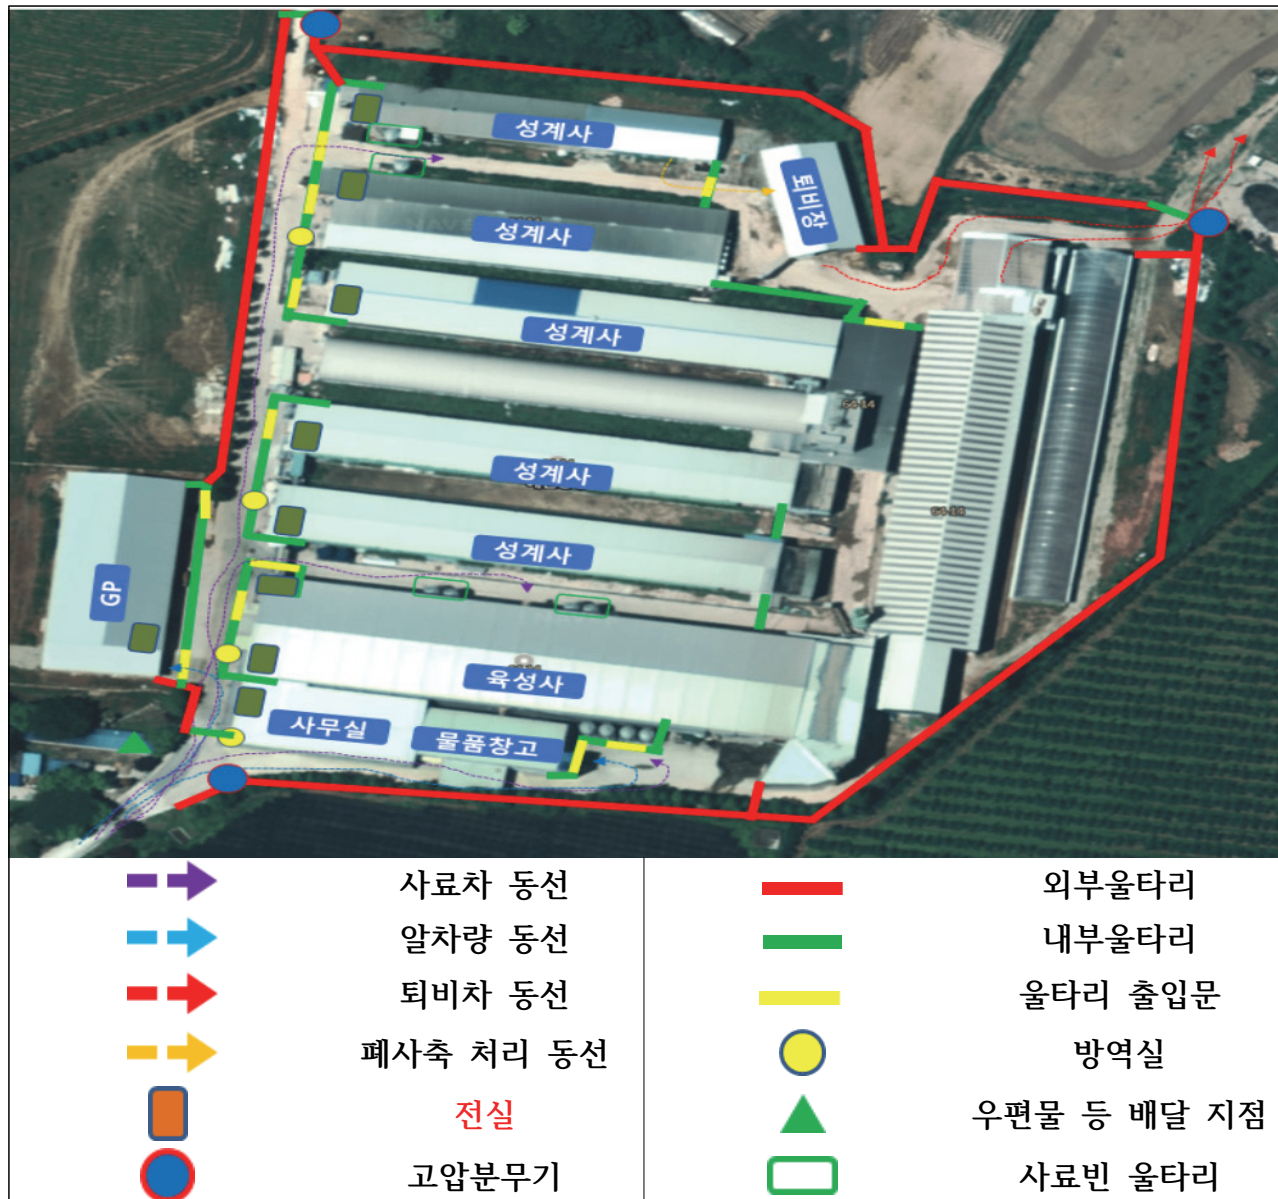 성계사
퇴비장
성계사
성계사
64-14
성계사
64-14
성계사
GP
육성사
사무실
물품창고
사료차 동선
외부울타리
알차량 동선
내부울타리
퇴비차 동선
울타리 출입문
폐사축 처리 동선
방역실
전실
우편물 등 배달 지점
고압분무기
사료빈 울타리